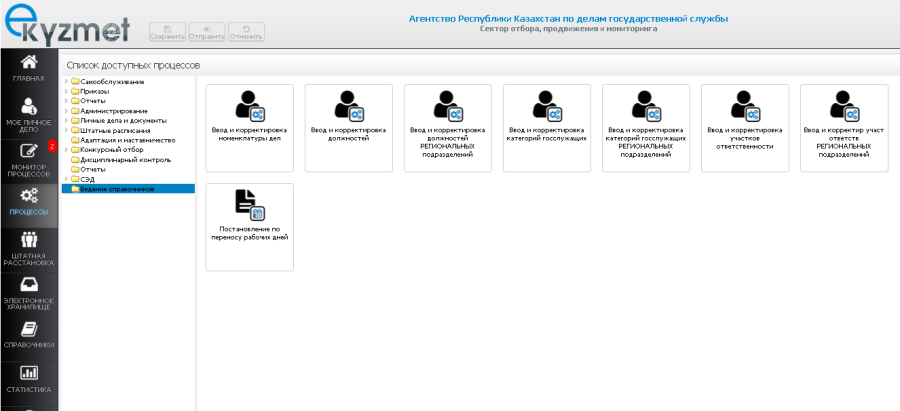 e kyzmet
Сохранить
Отправить
Отменить
Агентство Республики Казахстан по делам государственной службы
Сектор отбора, продвижения и мониторинга
ГЛАВНАЯ
МОЕ ЛИЧНОЕ
ДЕЛО
2
МОНИТОР
ПРОЦЕССОВ
ПРОЦЕССЫ
ШТАТНАЯ
РАССТАНОВКА
ЭЛЕКТРОННОЕ
ХРАНИЛИЩЕ
СПРАВОЧНИКИ
СТАТИСТИКА
Список доступных процессов
Самообслуживание
Приказы
Отчеты
Администрирование
Личные дела и документы
Штатные расписания
Адаптация и наставничество
Конкурсный отбор
Дисциплинарный контроль
Отчеты
СЭД
Ведение справочников
Ввод и корректировка
номенклатуры дел
Ввод и корректировка
должностей
Ввод и корректировка
должностей
РЕГИОНАЛЬНЫХ
подразделений
Ввод и корректировка
категорий госслужащих
Ввод и корректировка
категорий госслужащих
РЕГИОНАЛЬНЫХ
подразделений
Ввод и корректировка
участков
ответственности
Ввод и корректир участ
ответств
РЕГИОНАЛЬНЫХ
подразделений
Постановление по
переносу рабочих дней